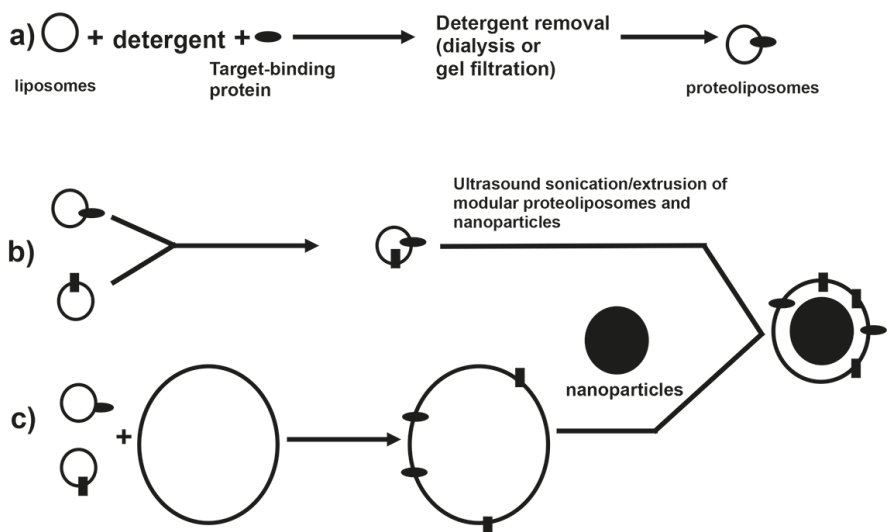 a) + detergent +
liposomes
Target-binding
protein
Detergent removal
(dialysis or
gel filtration)
proteoliposomes
b)
Ultrasound sonication/extrusion of
modular proteoliposomes and
nanoparticles
nanoparticles
c) +